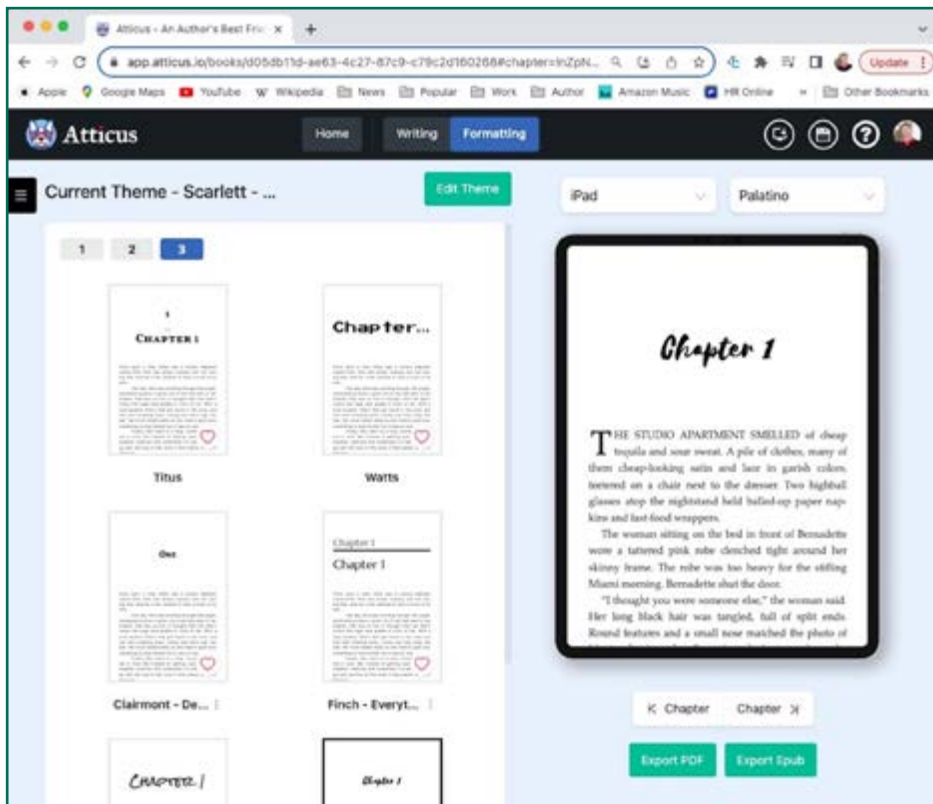 Atticus - An Author's Best Frie
app.atticus.io/books/
Apple Google Maps YouTube Wikipedia News Popular Work Author Amazon Music HR Online Other Bookmarks
Update
Atticus
Home Writing Formatting
Current Theme - Scarlett - ...
Edit Theme
iPad
Palatino
1 2 3
1
CHAPTER 1
Chapter...
Titus
Watts
One
Chapter 1
Chapter 1
Clairmont - De...
Finch - Everyt...
CHAPTER 1
Chapter 1
Chapter 1
THE STUDIO APARTMENT SMELLED of cheap
tequila and sour sweat. A pile of clothes, many of
them cheap-looking satin and lace in garish colors,
teetered on a chair next to the dresser. Two highball
glasses atop the nightstand held balled-up paper nap-
kins and fast-food wrappers.
The woman sitting on the bed in front of Bernadette
wore a tattered pink robe clenched tight around her
skinny frame. The robe was too heavy for the stifling
Miami morning. Bernadette shut the door.
"I thought you were someone else," the woman said.
Her long black hair was tangled, full of split ends.
Round features and a small nose matched the photo of
Chapter Chapter
Export PDF Export Epub